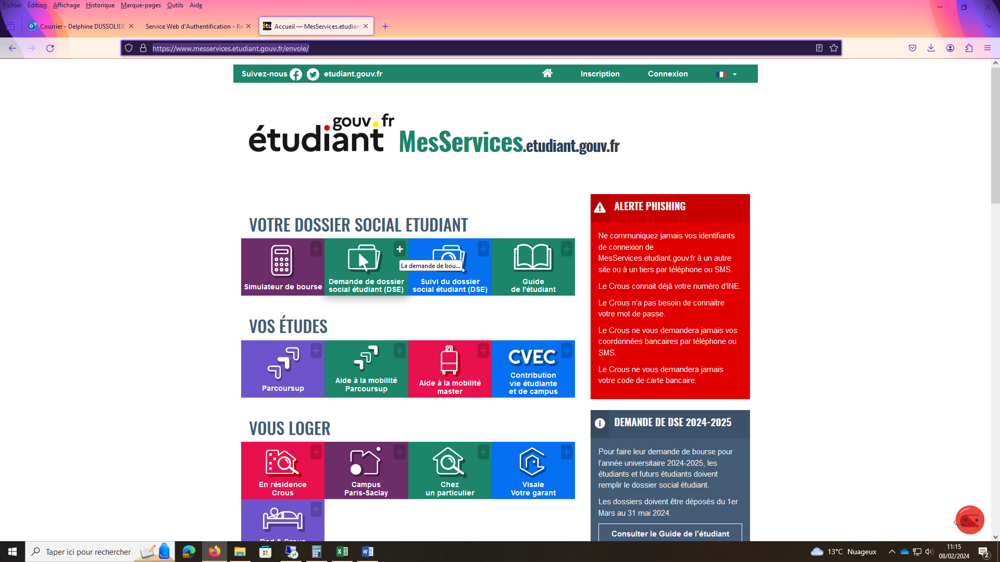 Fichier Édition Affichage Historique Marque-pages Outils Aide
Courrier - Delphine DUSSOLIER
Service Web d'Authentification - Re
Accueil — MesServices.etudiant
https://www.messervices.etudiant.gouv.fr/envole/
Suivez-nous etudiant.gouv.fr Inscription Connexion
gouv.fr
étudiant
MesServices.etudiant.gouv.fr
VOTRE DOSSIER SOCIAL ETUDIANT
Simulateur de bourse
Demande de dossier
social étudiant (DSE)
La demande de bou...
Suivi du dossier
social étudiant (DSE)
Guide
de l'étudiant
VOS ÉTUDES
Parcoursup
Aide à la mobilité
Parcoursup
Aide à la mobilité
master
CVEC
Contribution
vie étudiante
et de campus
VOUS LOGER
En résidence
Crous
Campus
Paris-Saclay
Chez
un particulier
Visale
Votre garant
ALERTE PHISHING
Ne communiquez jamais vos identifiants
de connexion de
MesServices.etudiant.gouv.fr à un autre
site ou à un tiers par téléphone ou SMS.
Le Crous connait déjà votre numéro d'INE.
Le Crous n'a pas besoin de connaitre
votre mot de passe.
Le Crous ne vous demandera jamais vos
coordonnées bancaires par téléphone ou
SMS.
Le Crous ne vous demandera jamais
votre code de carte bancaire.
DEMANDE DE DSE 2024-2025
Pour faire leur demande de bourse pour
l'année universitaire 2024-2025, les
étudiants et futurs étudiants doivent
remplir le dossier social étudiant.
Les dossiers doivent être déposés du 1er
Mars au 31 mai 2024.
Consulter le Guide de l'étudiant
Taper ici pour rechercher
13°C Nuageux
11:15
08/02/2024
2